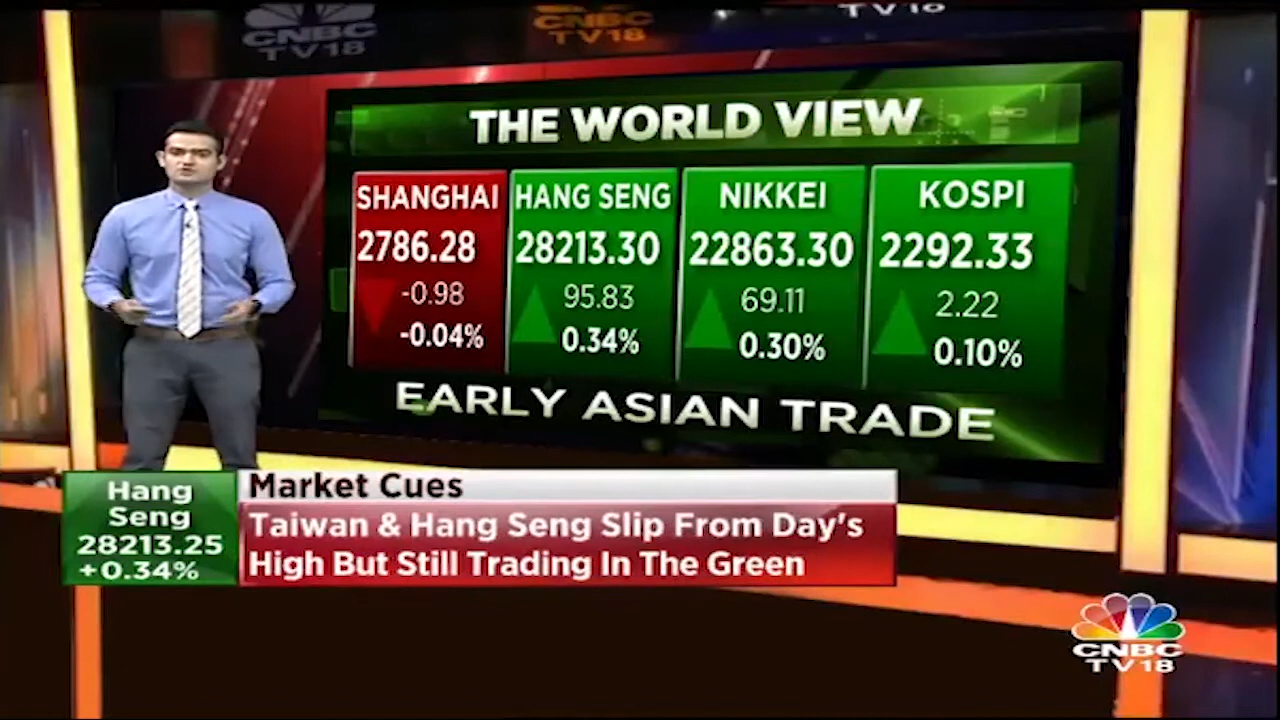 CNBC
TV18
CNBC
TV18
TV18
THE WORLD VIEW
SHANGHAI
2786.28
-0.98
-0.04%
HANG SENG
28213.30
95.83
0.34%
NIKKEI
22863.30
69.11
0.30%
KOSPI
2292.33
2.22
0.10%
EARLY ASIAN TRADE
Hang
Seng
28213.25
+0.34%
Market Cues
Taiwan & Hang Seng Slip From Day's
High But Still Trading In The Green
CNBC
TV18